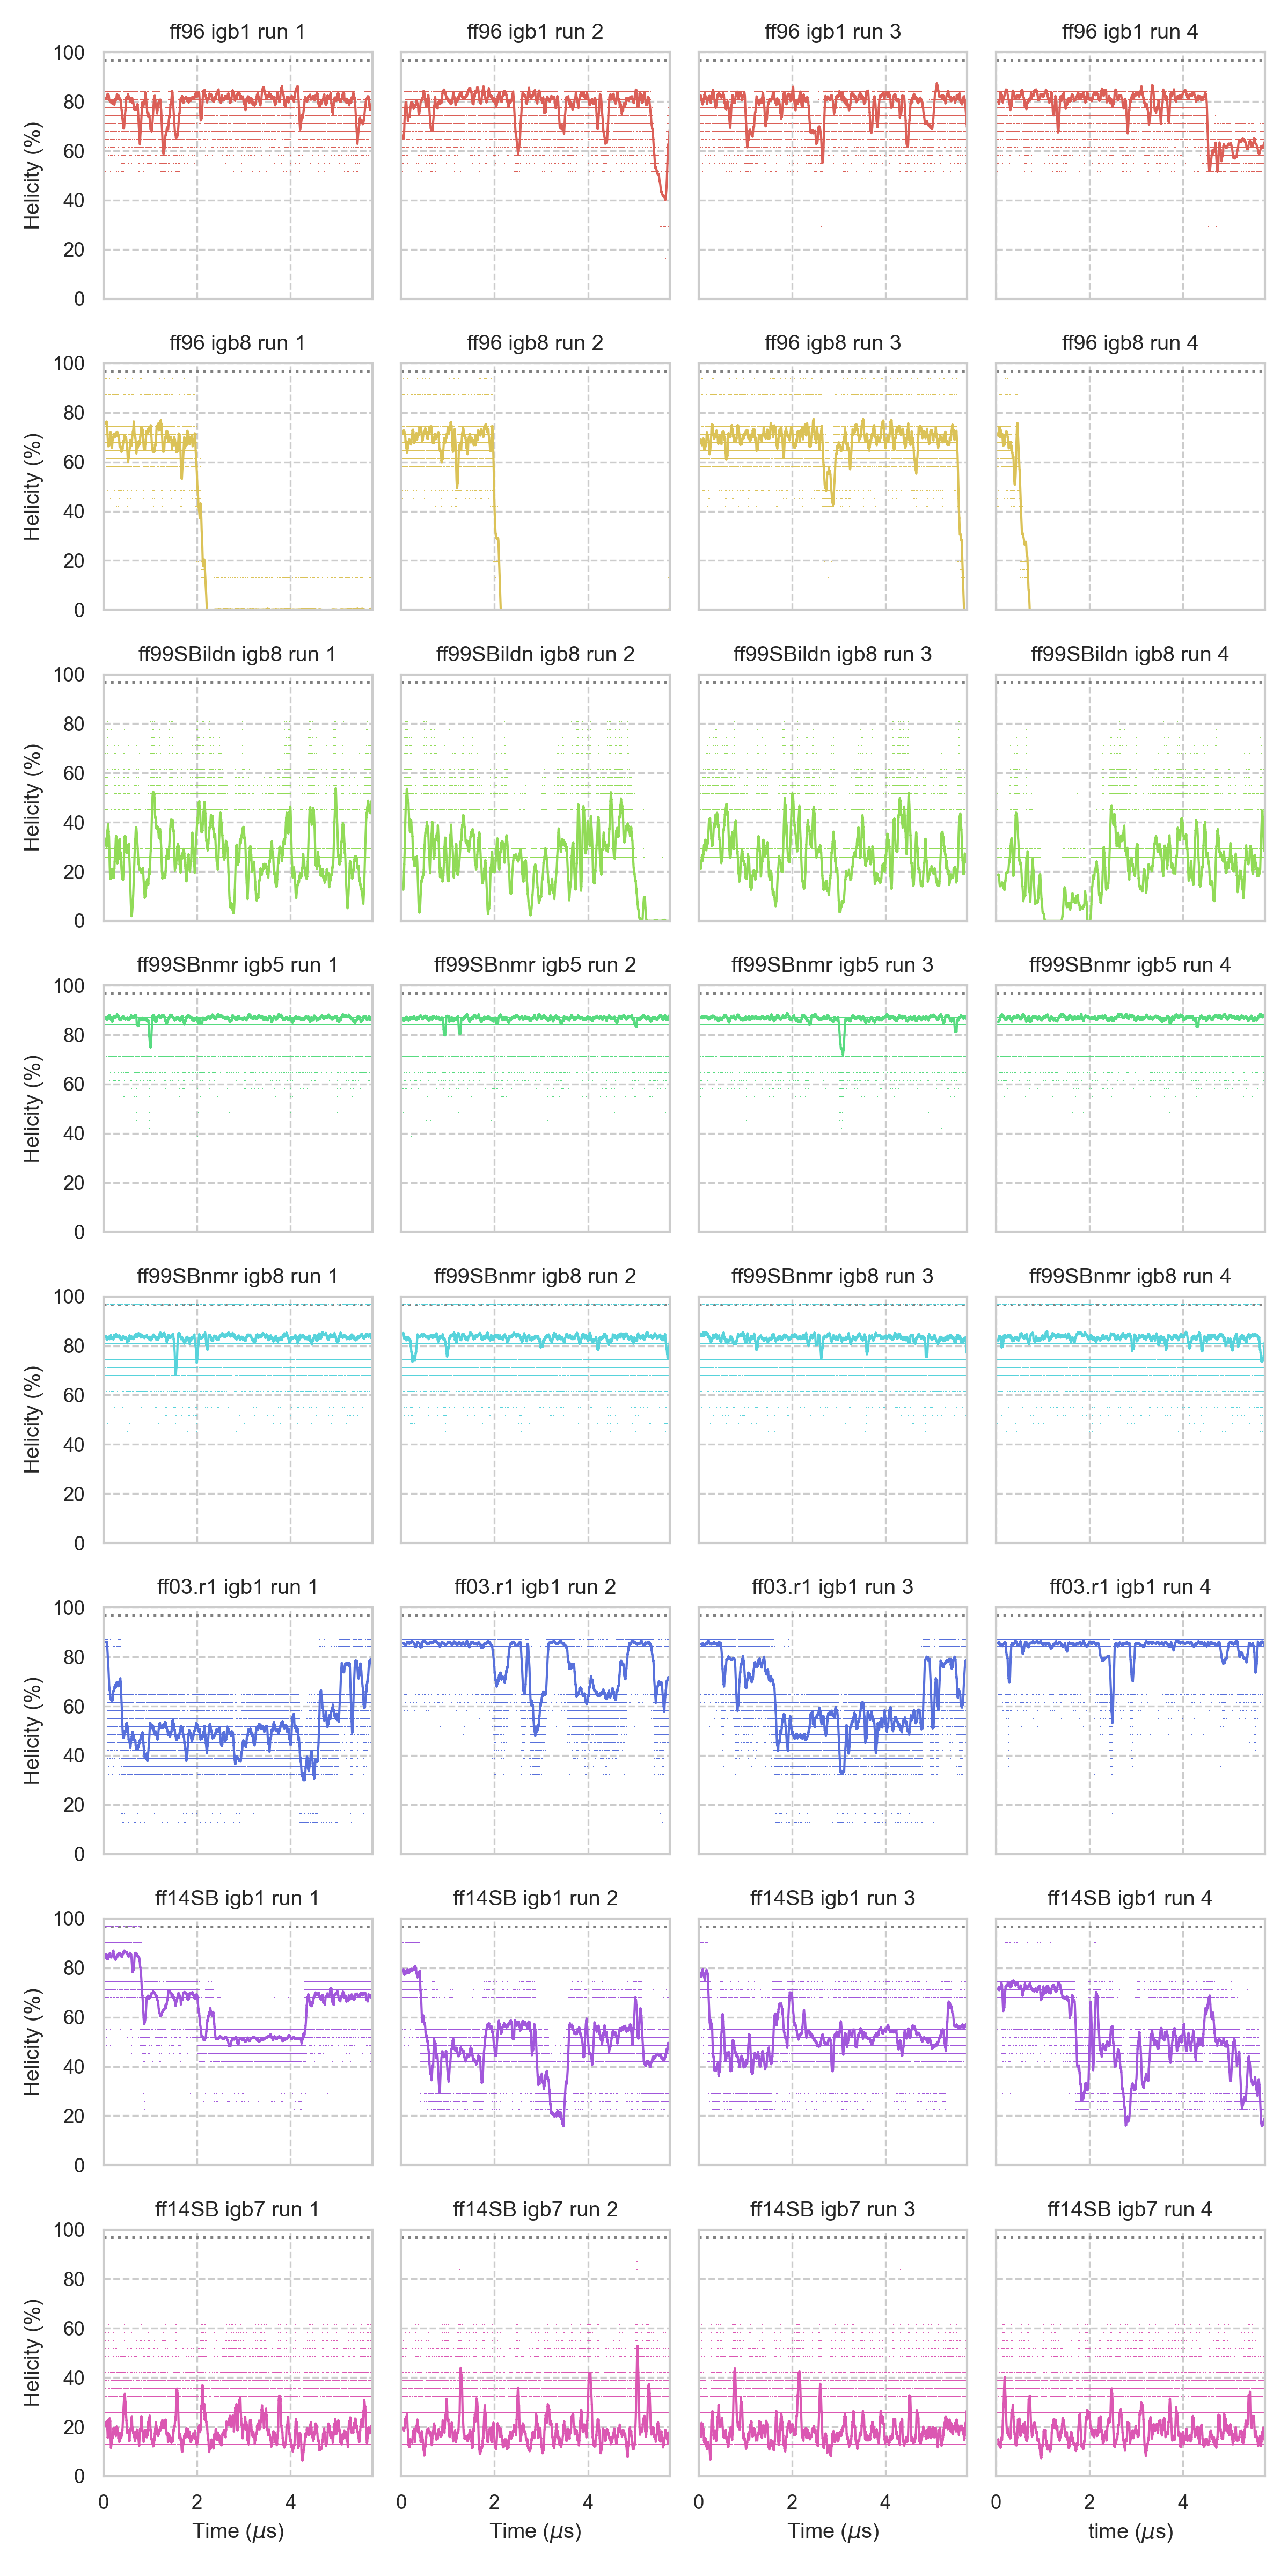 ff96 igb1 run 1 ff96 igb1 run 2 ff96 igb1 run 3 ff96 igb1 run 4
100
80
60
40
20
0
Helicity (%)
ff96 igb8 run 1 ff96 igb8 run 2 ff96 igb8 run 3 ff96 igb8 run 4
100
80
60
40
20
0
Helicity (%)
ff99SBildn igb8 run 1 ff99SBildn igb8 run 2 ff99SBildn igb8 run 3 ff99SBildn igb8 run 4
100
80
60
40
20
0
Helicity (%)
ff99SBnmr igb5 run 1 ff99SBnmr igb5 run 2 ff99SBnmr igb5 run 3 ff99SBnmr igb5 run 4
100
80
60
40
20
0
Helicity (%)
ff99SBnmr igb8 run 1 ff99SBnmr igb8 run 2 ff99SBnmr igb8 run 3 ff99SBnmr igb8 run 4
100
80
60
40
20
0
Helicity (%)
ff03.r1 igb1 run 1 ff03.r1 igb1 run 2 ff03.r1 igb1 run 3 ff03.r1 igb1 run 4
100
80
60
40
20
0
Helicity (%)
ff14SB igb1 run 1 ff14SB igb1 run 2 ff14SB igb1 run 3 ff14SB igb1 run 4
100
80
60
40
20
0
Helicity (%)
ff14SB igb7 run 1 ff14SB igb7 run 2 ff14SB igb7 run 3 ff14SB igb7 run 4
100
80
60
40
20
0
Helicity (%)
0 2 4 0 2 4 0 2 4 0 2 4
Time (μs) Time (μs) Time (μs) time (μs)